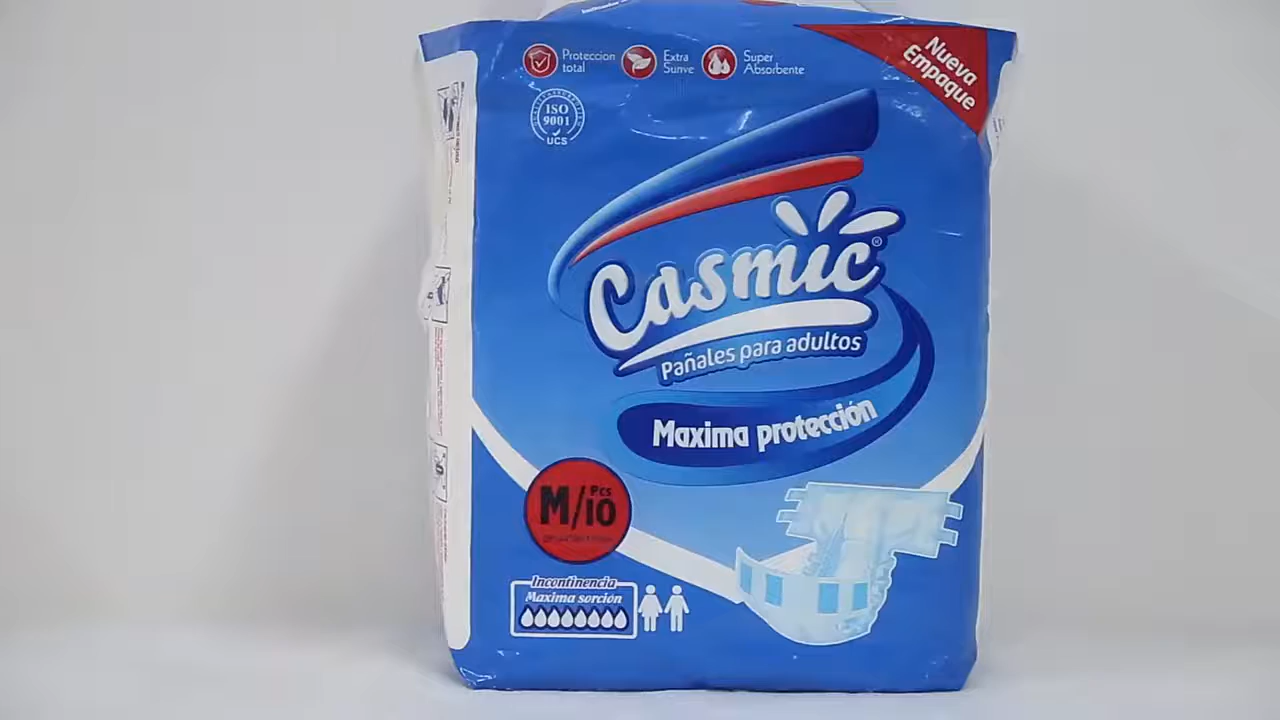 Proteccion
total
Extra
Sunve
Super
Absorbente
Nueva
Empaque
ISO
9001
UCS
Casmic®
Pañales para adultos
Maxima protección
M/10 Pcs
Incontinencia
Maxima sorción